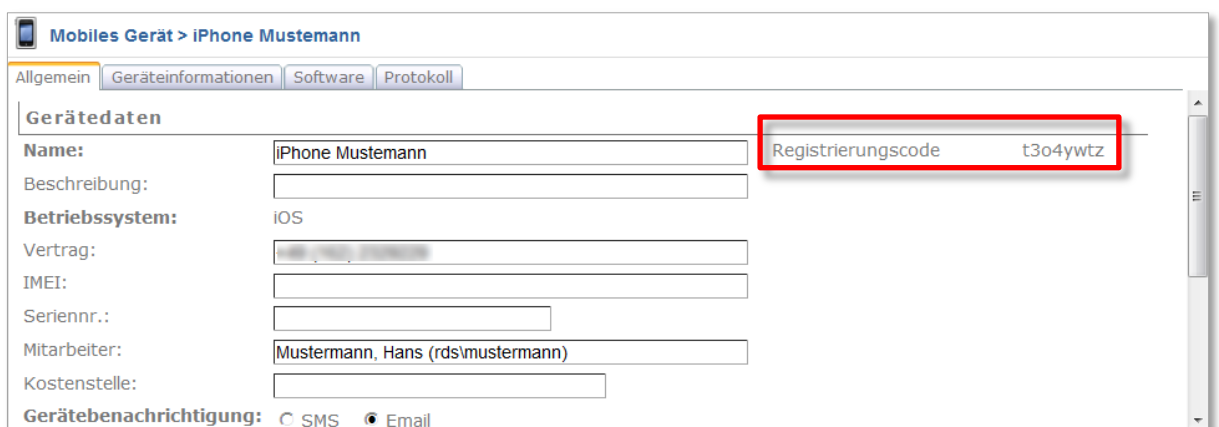 Mobiles Gerät > iPhone Mustemann
Allgemein Geräteinformationen Software Protokoll
Gerätedaten
Name: iPhone Mustemann Registrierungscode t3o4ywtz
Beschreibung:
Betriebssystem: iOS
Vertrag:
IMEI:
Seriennr.:
Mitarbeiter: Mustermann, Hans (rds\mustermann)
Kostenstelle:
Gerätebenachrichtigung: SMS Email